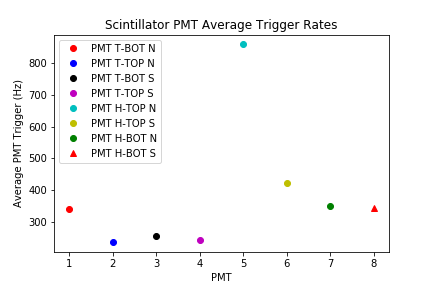 Scintillator PMT Average Trigger Rates
PMT T-BOT N
PMT T-TOP N
PMT T-BOT S
PMT T-TOP S
PMT H-TOP N
PMT H-TOP S
PMT H-BOT N
PMT H-BOT S
Average PMT Trigger (Hz)
800
700
600
500
400
300
1 2 3 4 5 6 7 8
PMT